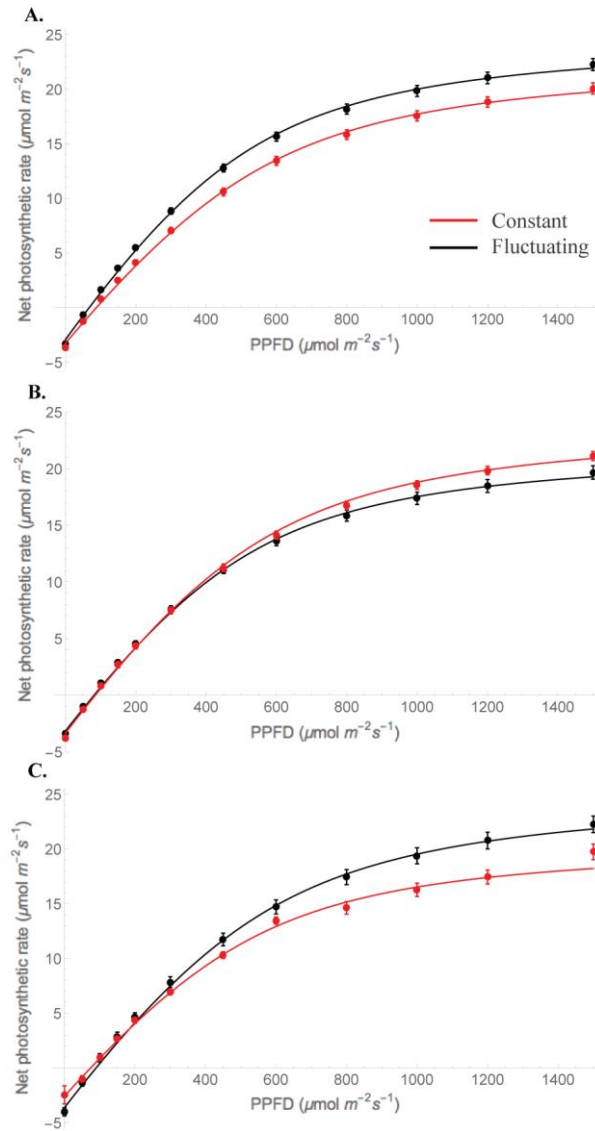 A.
Net photosynthetic rate (μmol m⁻²s⁻¹)
25
20
15
10
5
−5
Constant
Fluctuating
200 400 600 800 1000 1200 1400
PPFD (μmol m⁻²s⁻¹)
B.
Net photosynthetic rate (μmol m⁻²s⁻¹)
25
20
15
10
5
−5
200 400 600 800 1000 1200 1400
PPFD (μmol m⁻²s⁻¹)
C.
Net photosynthetic rate (μmol m⁻²s⁻¹)
25
20
15
10
5
−5
200 400 600 800 1000 1200 1400
PPFD (μmol m⁻²s⁻¹)